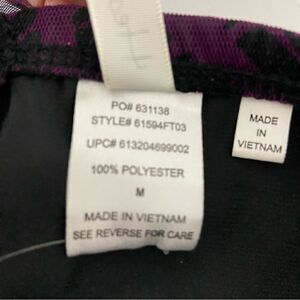 PO# 631138
STYLE# 61594FT03
UPC# 613204699002
100% POLYESTER
M
MADE IN VIETNAM
SEE REVERSE FOR CARE
MADE
IN
VIETNAM